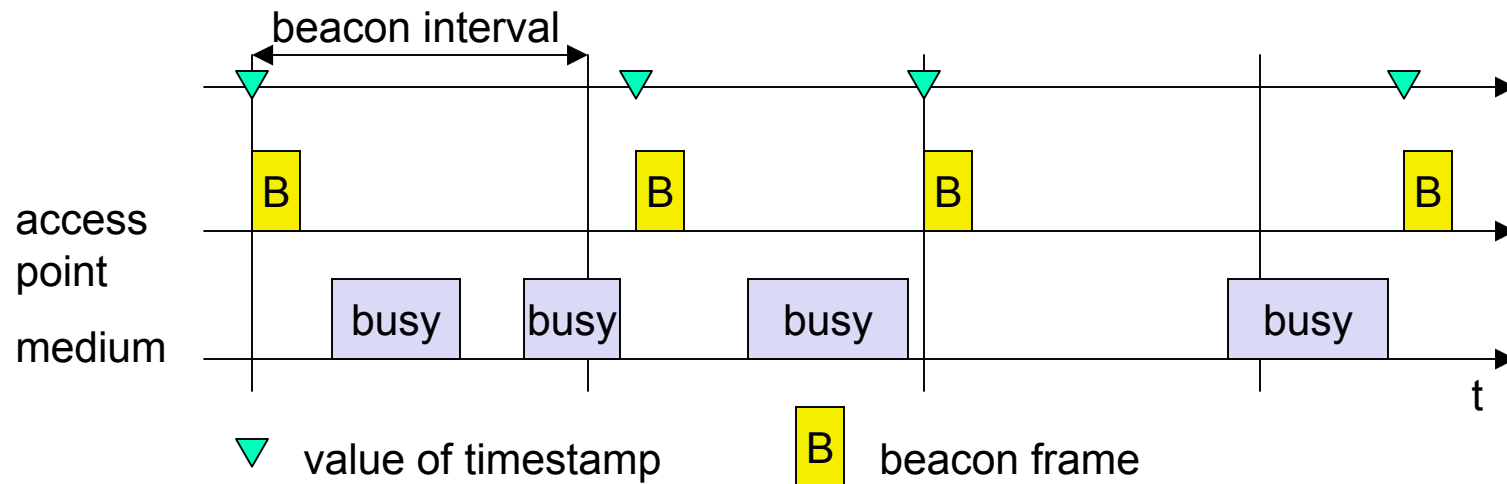 beacon interval
B B B B
access
point
busy busy busy busy
medium
t
value of timestamp B beacon frame